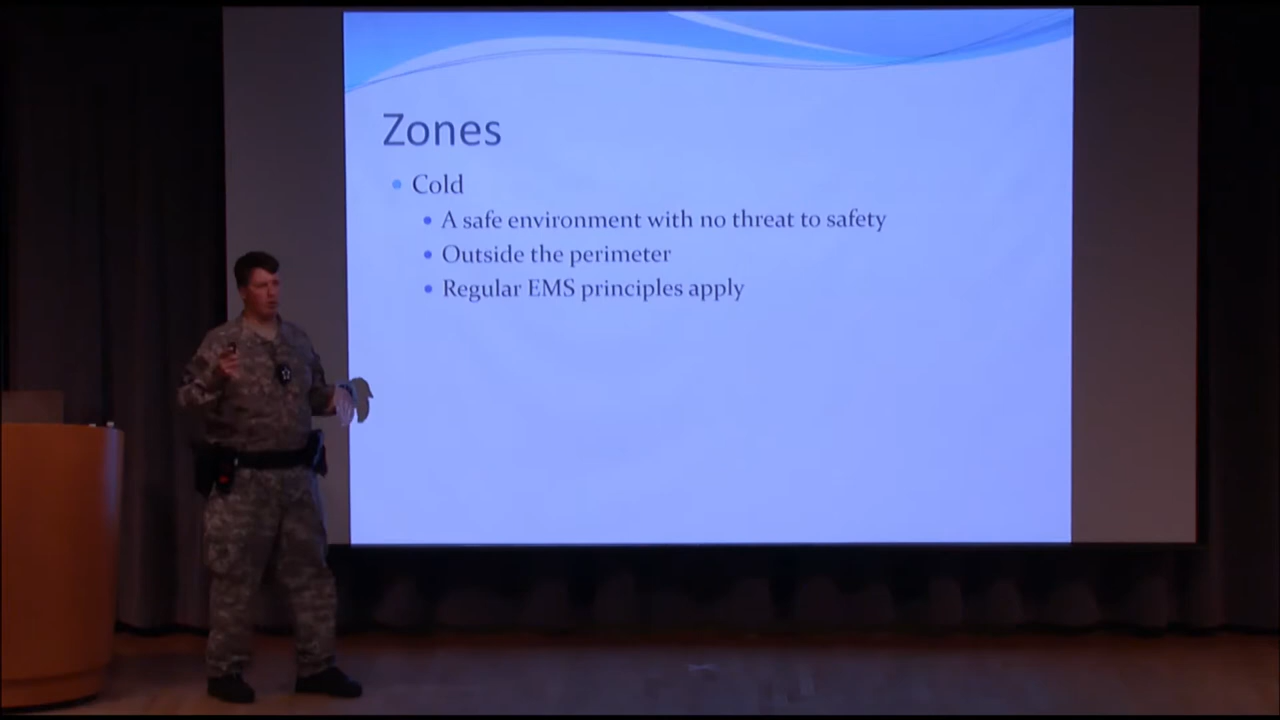 Zones
Cold
A safe environment with no threat to safety
Outside the perimeter
Regular EMS principles apply